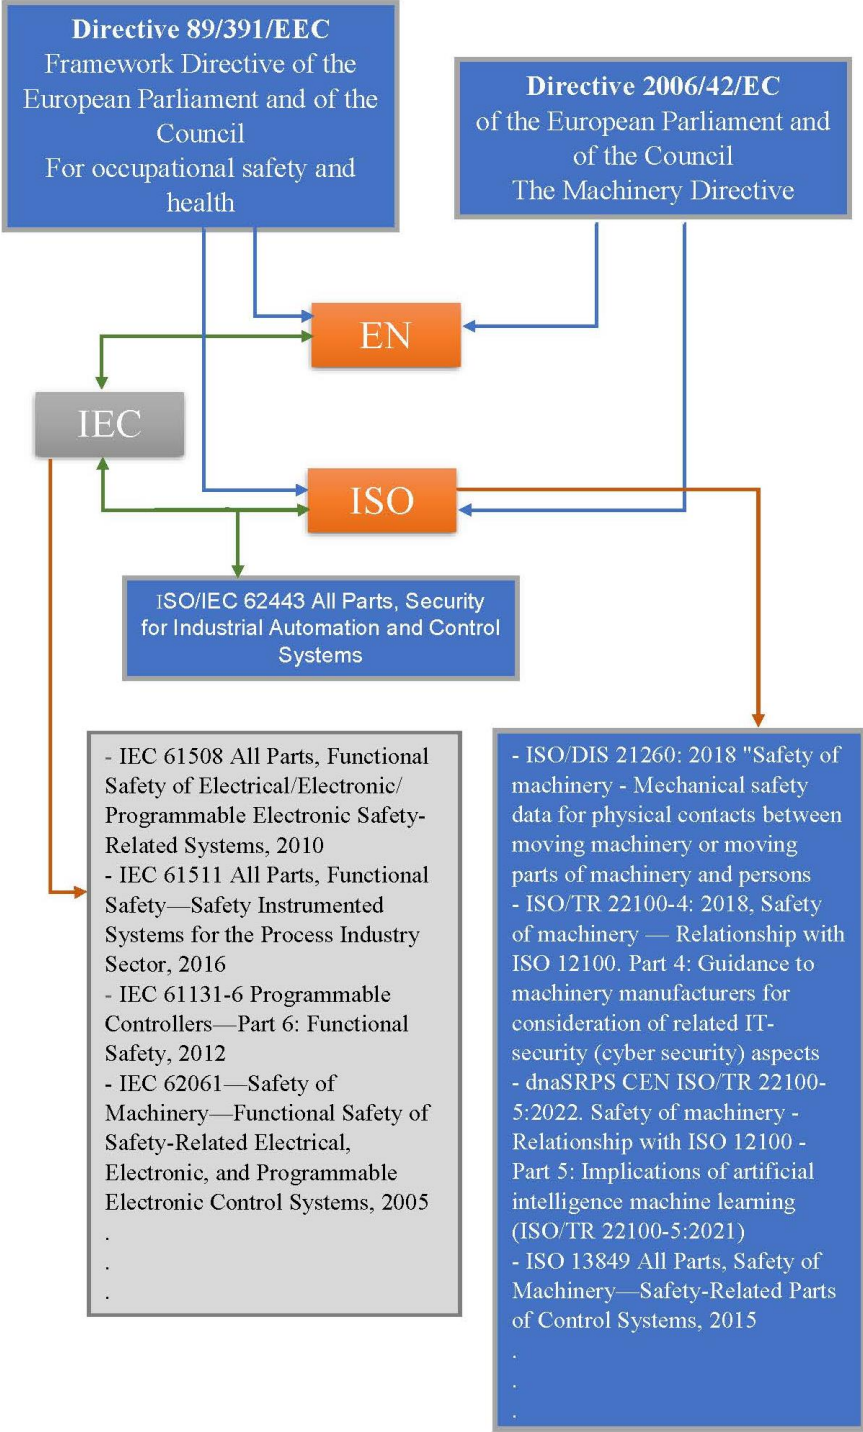 Directive 89/391/EEC
Framework Directive of the
European Parliament and of the
Council
For occupational safety and
health
Directive 2006/42/EC
of the European Parliament and
of the Council
The Machinery Directive
EN
IEC
ISO
ISO/IEC 62443 All Parts, Security
for Industrial Automation and Control
Systems
- IEC 61508 All Parts, Functional
Safety of Electrical/Electronic/
Programmable Electronic Safety-
Related Systems, 2010
- IEC 61511 All Parts, Functional
Safety—Safety Instrumented
Systems for the Process Industry
Sector, 2016
- IEC 61131-6 Programmable
Controllers—Part 6: Functional
Safety, 2012
- IEC 62061—Safety of
Machinery—Functional Safety of
Safety-Related Electrical,
Electronic, and Programmable
Electronic Control Systems, 2005
.
.
.
- ISO/DIS 21260: 2018 "Safety of
machinery - Mechanical safety
data for physical contacts between
moving machinery or moving
parts of machinery and persons
- ISO/TR 22100-4: 2018, Safety
of machinery — Relationship with
ISO 12100. Part 4: Guidance to
machinery manufacturers for
consideration of related IT-
security (cyber security) aspects
- dnaSRPS CEN ISO/TR 22100-
5:2022. Safety of machinery -
Relationship with ISO 12100 -
Part 5: Implications of artificial
intelligence machine learning
(ISO/TR 22100-5:2021)
- ISO 13849 All Parts, Safety of
Machinery—Safety-Related Parts
of Control Systems, 2015
.
.
.